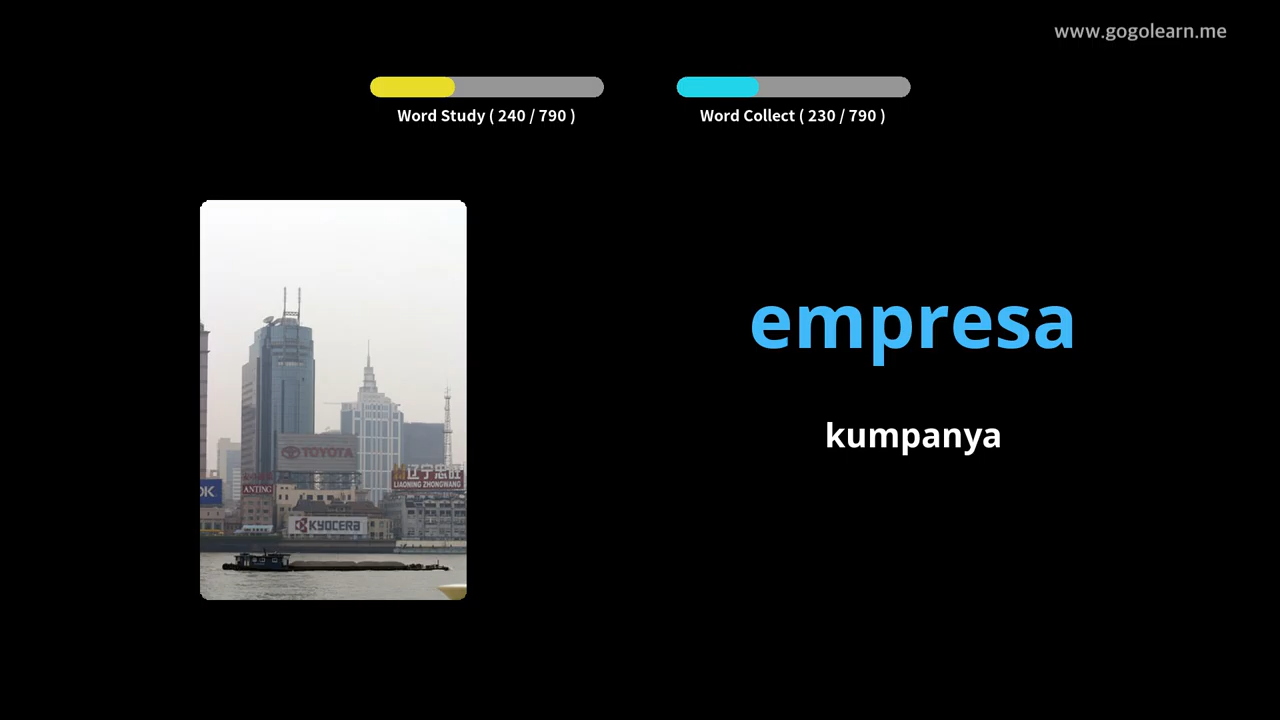 www.gogolearn.me
Word Study ( 240 / 790 )
Word Collect ( 230 / 790 )
empresa
kumpanya
TOYOTA
辽宁忠旺
LIAONING ZHONGWANG
ANTING
OK
KYOCERA